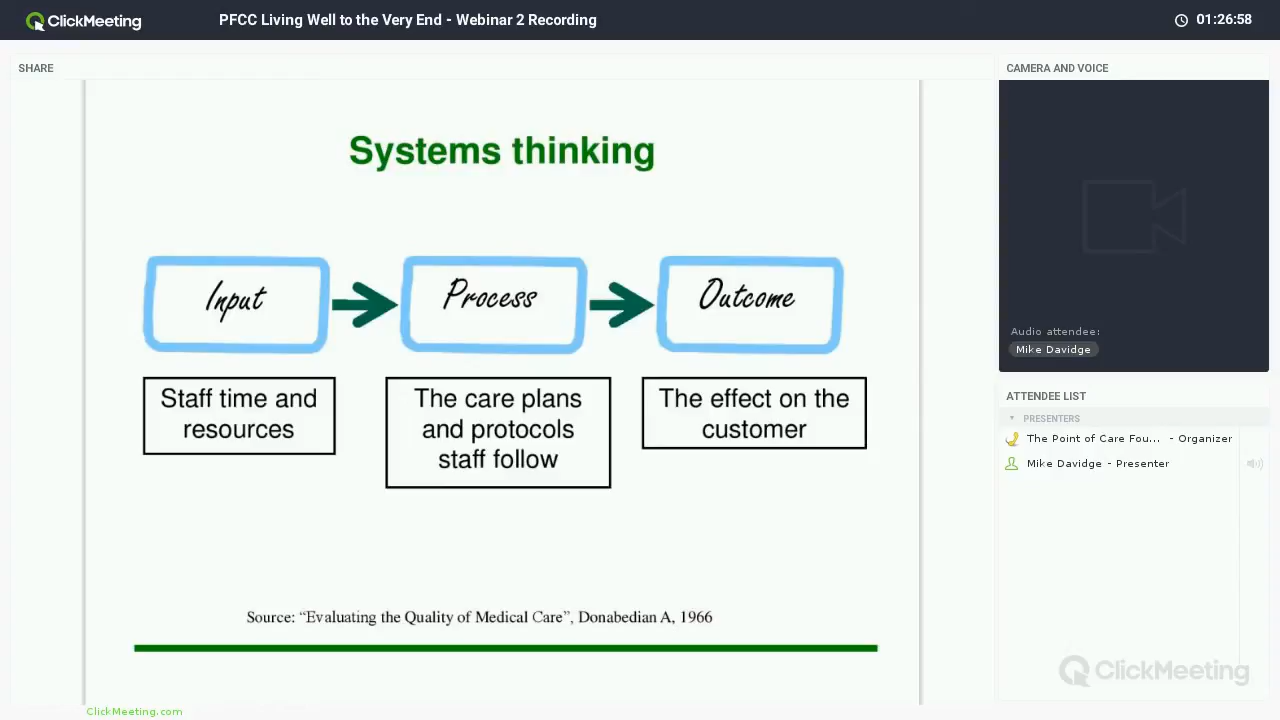 ClickMeeting
PFCC Living Well to the Very End - Webinar 2 Recording
01:26:58
SHARE
Systems thinking
Input
Process
Outcome
Staff time and
resources
The care plans
and protocols
staff follow
The effect on the
customer
Source: “Evaluating the Quality of Medical Care”, Donabedian A, 1966
ClickMeeting.com
CAMERA AND VOICE
Audio attendee:
Mike Davidge
ATTENDEE LIST
PRESENTERS
The Point of Care Fou... - Organizer
Mike Davidge - Presenter
ClickMeeting